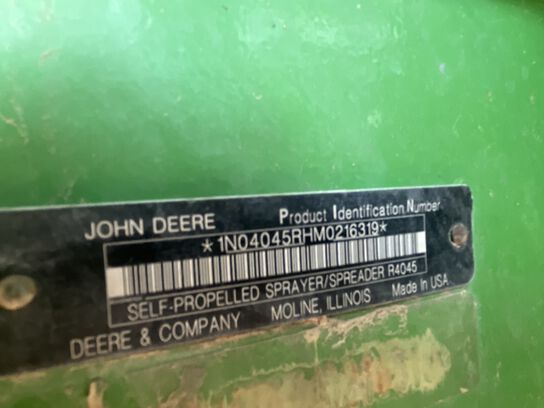 JOHN DEERE Product Identification Number
*1N04045RHM0216319*
SELF-PROPELLED SPRAYER/SPREADER R4045
DEERE & COMPANY MOLINE, ILLINOIS Made In USA